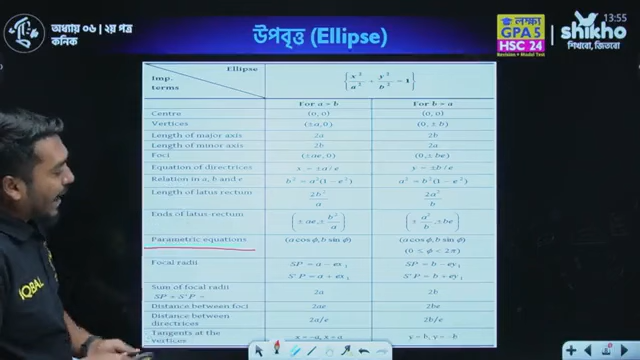 অধ্যায় ০৬ | ২য় পত্র
কনিক
উপবৃত্ত (Ellipse)
লক্ষ্য
GPA 5
HSC 24
Revision + Model Test
13:55
shikho
শিখবো, জিতবো
Ellipse
Imp. terms
{x²/a² + y²/b² = 1}
For a = b
For b = a
Centre (0, 0) (0, 0)
Vertices (±a, 0) (0, ± b)
Length of major axis 2a 2b
Length of minor axis 2b 2a
Foci (±ae, 0) (0,± be)
Equation of directrices x = ±a/e y = ±b/e
Relation in a, b and e b² = a²(1−e²) a² = b²(1−e²)
Length of latus rectum 2b²/a 2a²/b
Ends of latus-rectum (± ae,± b²/a) (± a²/b, ±be)
Parametric equations (a cos ϕ, b sin ϕ) (a cos ϕ, b sin ϕ)
(0 ≤ ϕ < 2π)
Focal radii SP = a − ex₁ SP = b − ey₁
S′P = a + ex₁ S′P = b + ey₁
Sum of focal radii 2a 2b
SP + S′P =
Distance between foci 2ae 2be
Distance between directrices 2a/e 2b/e
Tangents at the vertices x = −a, x = a y = b, y = −b
IQBAL